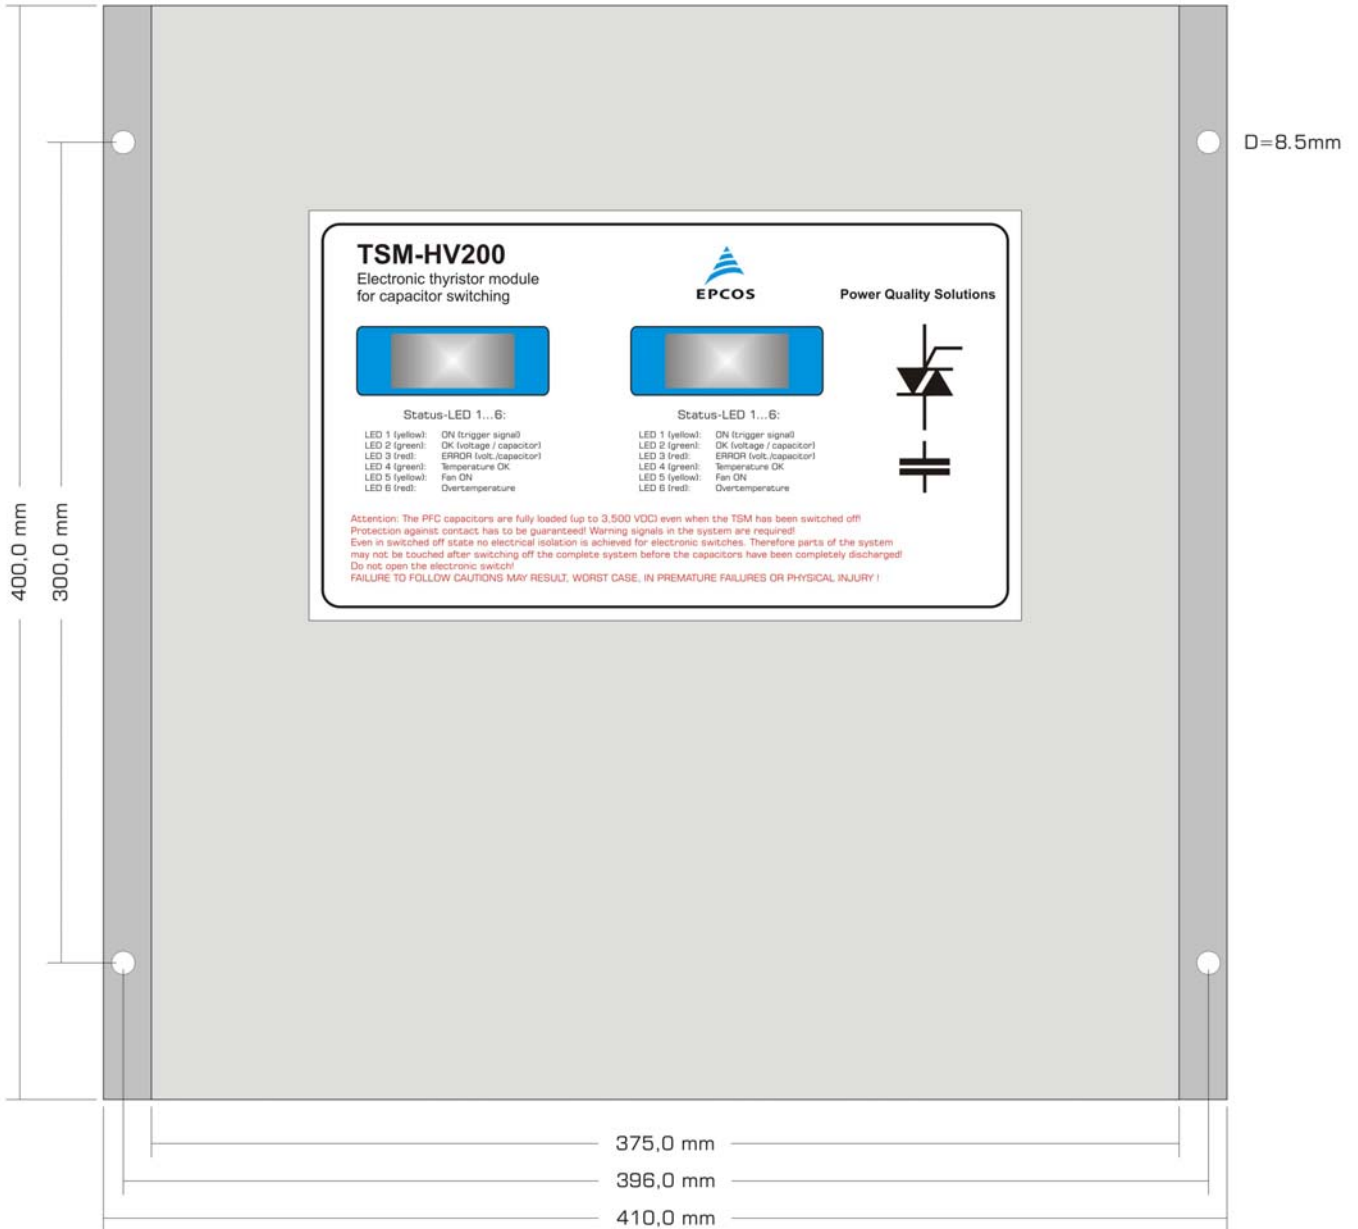 D=8.5mm
TSM-HV200
Electronic thyristor module
for capacitor switching
EPCOS
Power Quality Solutions
Status-LED 1...6:
LED 1 (yellow): ON (trigger signal)
LED 2 (green): OK (voltage / capacitor)
LED 3 (red): ERROR (volt./capacitor)
LED 4 (green): Temperature OK
LED 5 (yellow): Fan ON
LED 6 (red): Overtemperature
Status-LED 1...6:
LED 1 (yellow): ON (trigger signal)
LED 2 (green): OK (voltage / capacitor)
LED 3 (red): ERROR (volt./capacitor)
LED 4 (green): Temperature OK
LED 5 (yellow): Fan ON
LED 6 (red): Overtemperature
Attention: The PFC capacitors are fully loaded (up to 3,500 VDC) even when the TSM has been switched off!
Protection against contact has to be guaranteed! Warning signals in the system are required!
Even in switched off state no electrical isolation is achieved for electronic switches. Therefore parts of the system
may not be touched after switching off the complete system before the capacitors have been completely discharged!
Do not open the electronic switch!
FAILURE TO FOLLOW CAUTIONS MAY RESULT, WORST CASE, IN PREMATURE FAILURES OR PHYSICAL INJURY !
400,0 mm
300,0 mm
375,0 mm
396,0 mm
410,0 mm